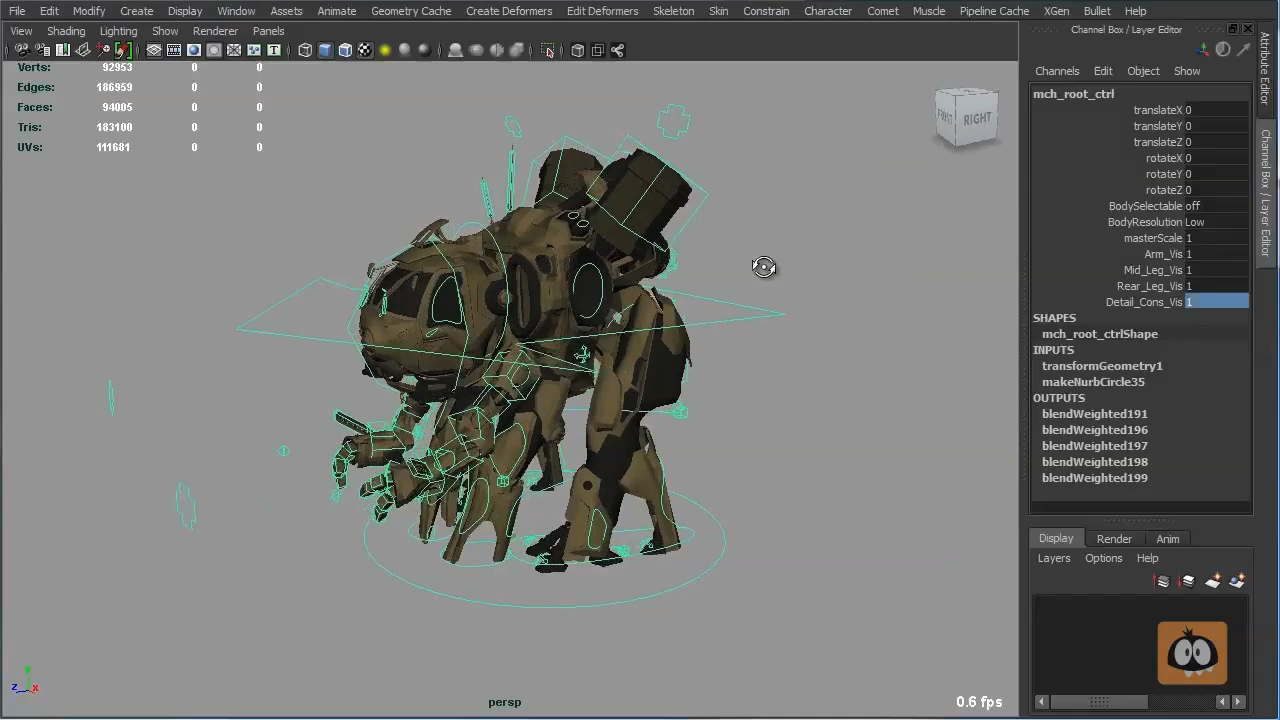 File Edit Modify Create Display Window Assets Animate Geometry Cache Create Deformers Edit Deformers Skeleton Skin Constrain Character Comet Muscle Pipeline Cache XGen Bullet Help
View Shading Lighting Show Renderer Panels
Channel Box / Layer Editor
Channels Edit Object Show
Verts: 92953 0 0
Edges: 186959 0 0
Faces: 94005 0 0
Tris: 183100 0 0
UVs: 111681 0 0
FRONT RIGHT
mch_root_ctrl
translateX 0
translateY 0
translateZ 0
rotateX 0
rotateY 0
rotateZ 0
BodySelectable off
BodyResolution Low
masterScale 1
Arm_Vis 1
Mid_Leg_Vis 1
Rear_Leg_Vis 1
Detail_Cons_Vis 1
SHAPES
mch_root_ctrlShape
INPUTS
transformGeometry1
makeNurbCircle35
OUTPUTS
blendWeighted191
blendWeighted196
blendWeighted197
blendWeighted198
blendWeighted199
Display Render Anim
Layers Options Help
Attribute Editor
Channel Box / Layer Editor
z y x
persp
0.6 fps